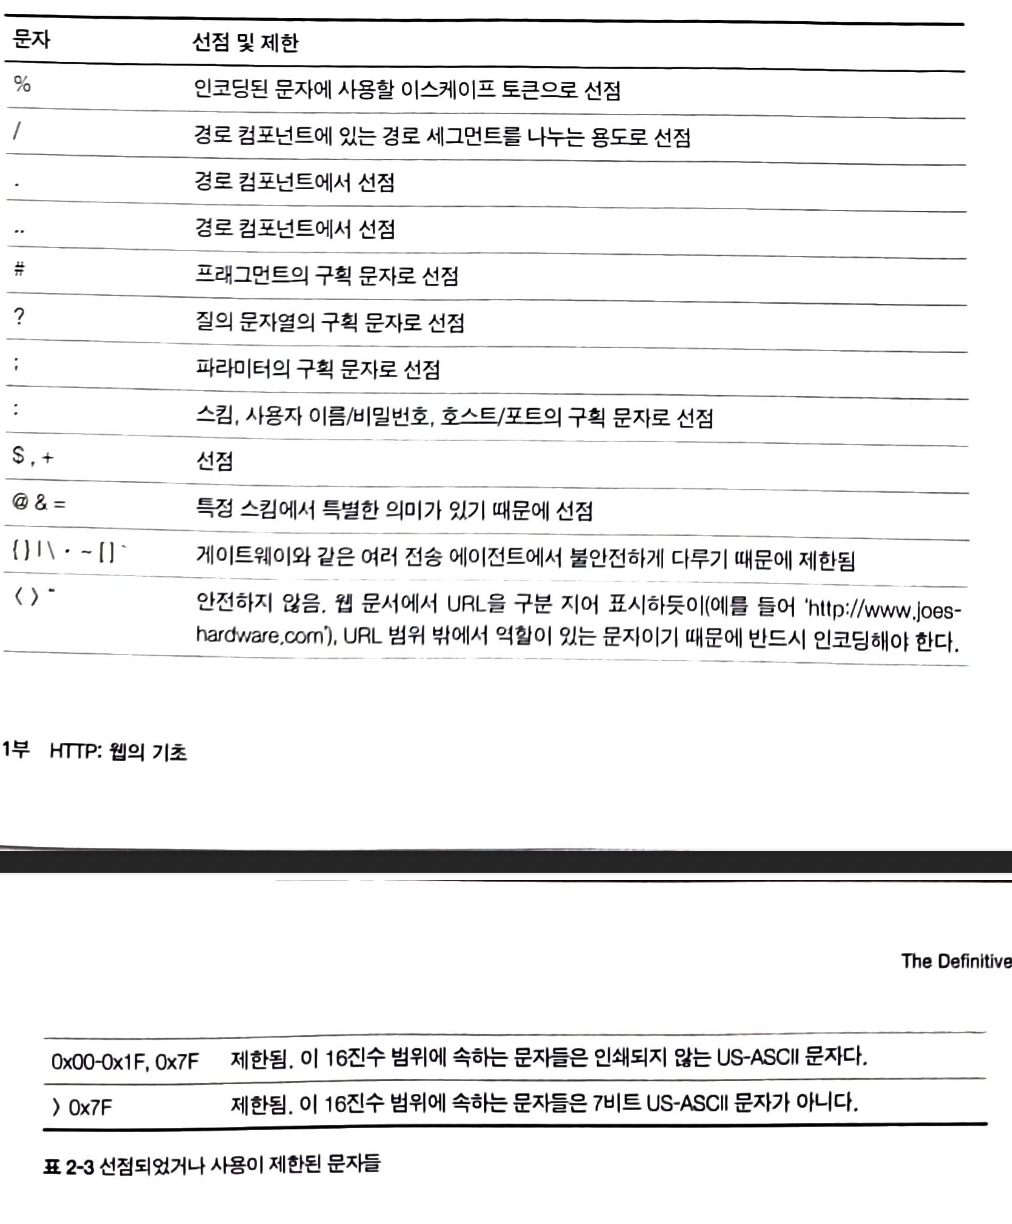 문자 선점 및 제한
% 인코딩된 문자에 사용할 이스케이프 토큰으로 선점
/ 경로 컴포넌트에 있는 경로 세그먼트를 나누는 용도로 선점
. 경로 컴포넌트에서 선점
.. 경로 컴포넌트에서 선점
# 프래그먼트의 구획 문자로 선점
? 질의 문자열의 구획 문자로 선점
; 파라미터의 구획 문자로 선점
: 스킴, 사용자 이름/비밀번호, 호스트/포트의 구획 문자로 선점
$ , + 선점
@ & = 특정 스킴에서 특별한 의미가 있기 때문에 선점
{ } | \ · ~ [ ] ` 게이트웨이와 같은 여러 전송 에이전트에서 불안전하게 다루기 때문에 제한됨
〈 〉 " 안전하지 않음. 웹 문서에서 URL을 구분 지어 표시하듯이(예를 들어 'http://www.joes-
hardware.com'), URL 범위 밖에서 역할이 있는 문자이기 때문에 반드시 인코딩해야 한다.
1부 HTTP: 웹의 기초
The Definitive
0x00-0x1F, 0x7F 제한됨. 이 16진수 범위에 속하는 문자들은 인쇄되지 않는 US-ASCII 문자다.
〉 0x7F 제한됨. 이 16진수 범위에 속하는 문자들은 7비트 US-ASCII 문자가 아니다.
표 2-3 선점되었거나 사용이 제한된 문자들